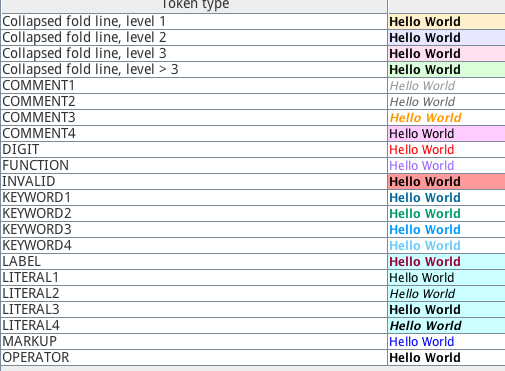 Token type
Collapsed fold line, level 1 Hello World
Collapsed fold line, level 2 Hello World
Collapsed fold line, level 3 Hello World
Collapsed fold line, level > 3 Hello World
COMMENT1 Hello World
COMMENT2 Hello World
COMMENT3 Hello World
COMMENT4 Hello World
DIGIT Hello World
FUNCTION Hello World
INVALID Hello World
KEYWORD1 Hello World
KEYWORD2 Hello World
KEYWORD3 Hello World
KEYWORD4 Hello World
LABEL Hello World
LITERAL1 Hello World
LITERAL2 Hello World
LITERAL3 Hello World
LITERAL4 Hello World
MARKUP Hello World
OPERATOR Hello World